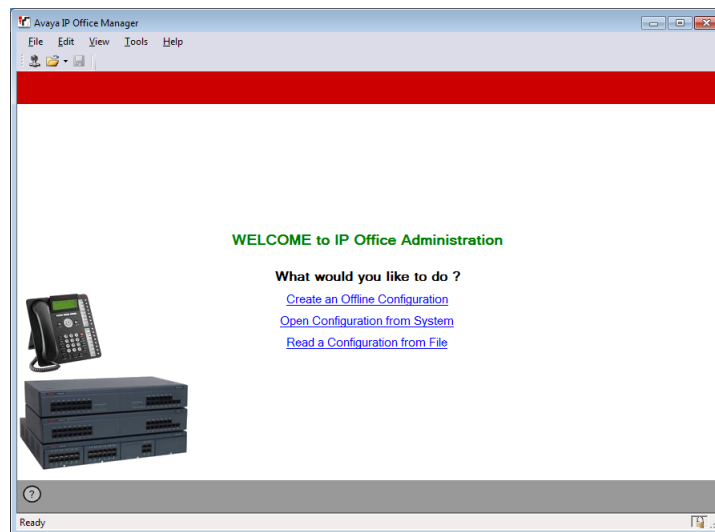 Avaya IP Office Manager
File Edit View Tools Help
WELCOME to IP Office Administration
What would you like to do ?
Create an Offline Configuration
Open Configuration from System
Read a Configuration from File
?
Ready